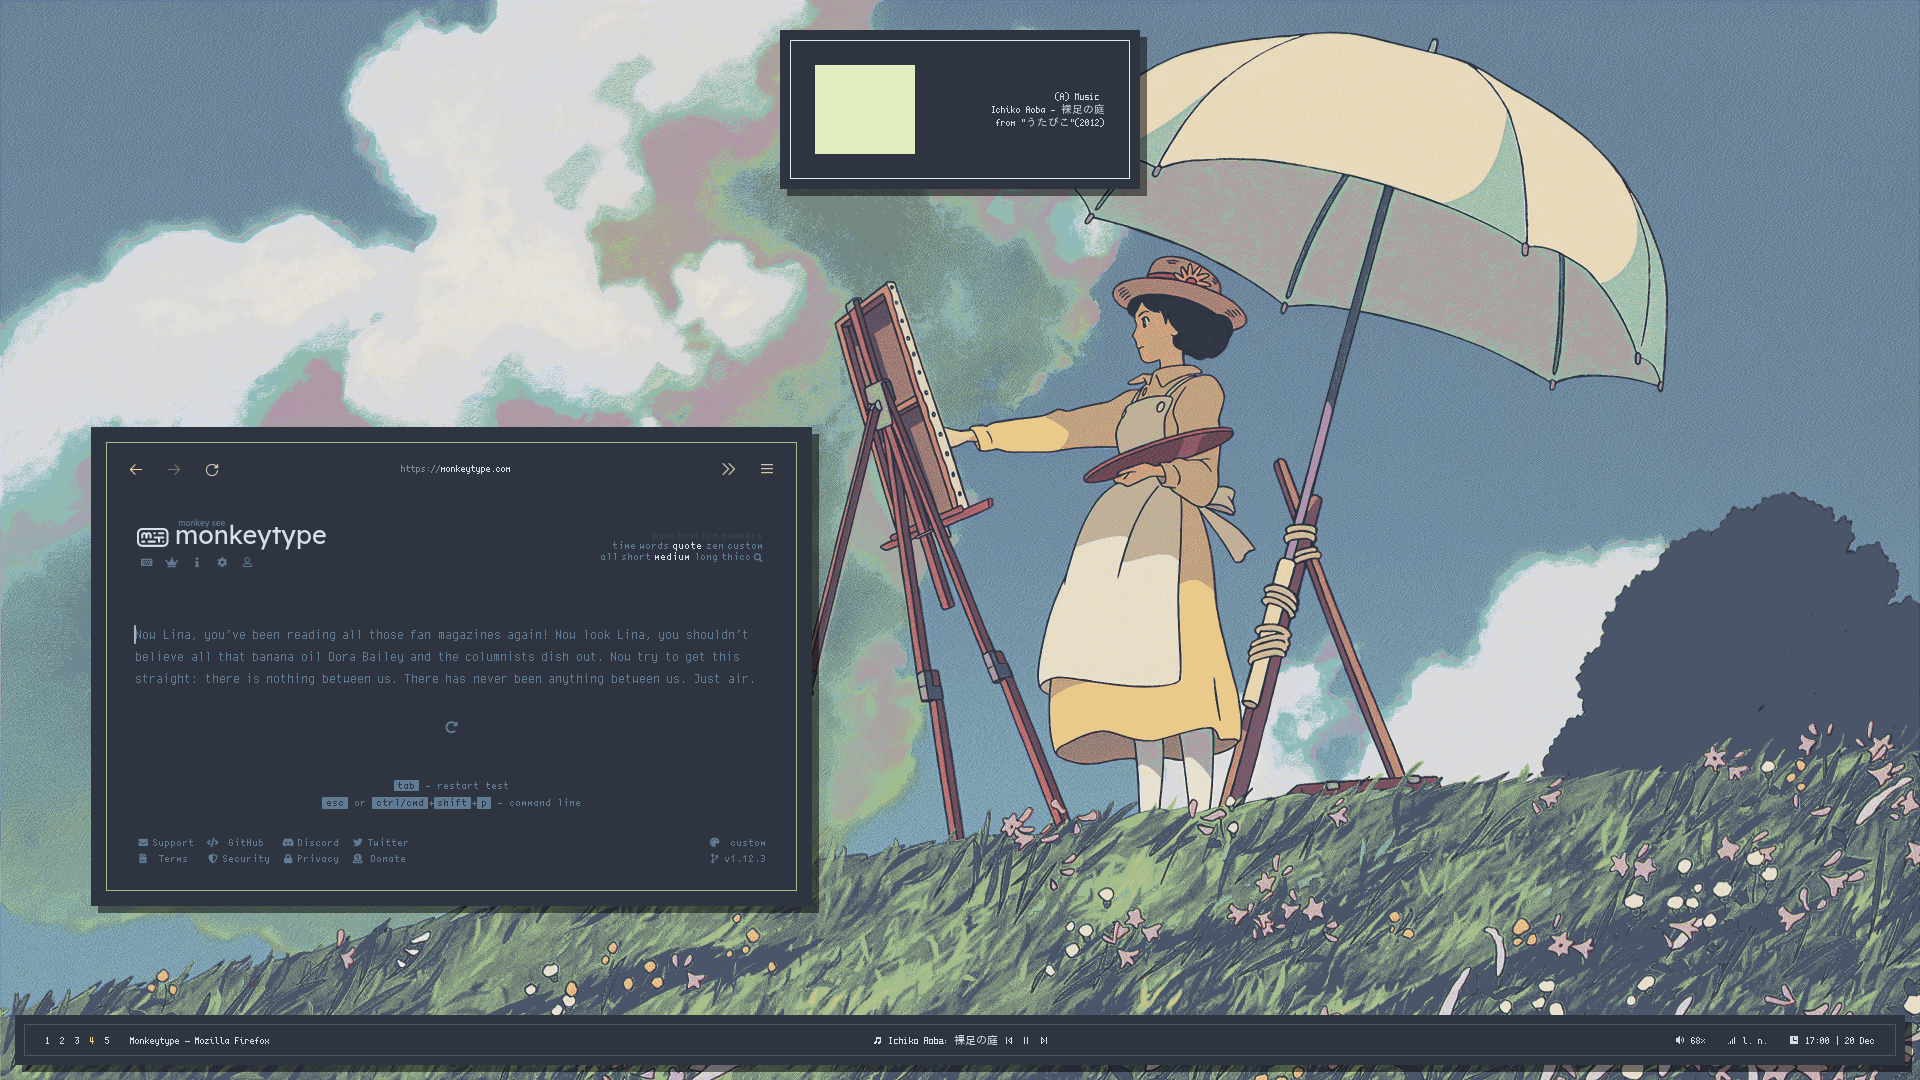 (A) Music
Ichiko Aoba - 裸足の庭
from "うたびこ"(2012)
https://monkeytype.com
monkey see
monkeytype
punctuation numbers
time words quote zen custom
all short medium long thicc
Now Lina, you've been reading all those fan magazines again! Now look Lina, you shouldn't
believe all that banana oil Dora Bailey and the columnists dish out. Now try to get this
straight: there is nothing between us. There has never been anything between us. Just air.
tab - restart test
esc or ctrl/cmd+shift+p - command line
Support GitHub Discord Twitter custom
Terms Security Privacy Donate v1.12.3
1 2 3 4 5 Monkeytype — Mozilla Firefox Ichiko Aoba: 裸足の庭 68% l. n. 17:00 | 20 Dec